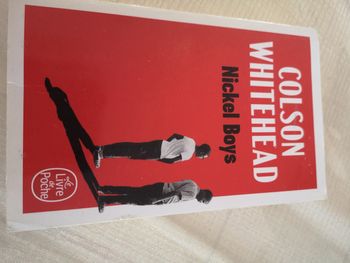 COLSON
WHITEHEAD
Nickel Boys
Le
Livre
de
Poche